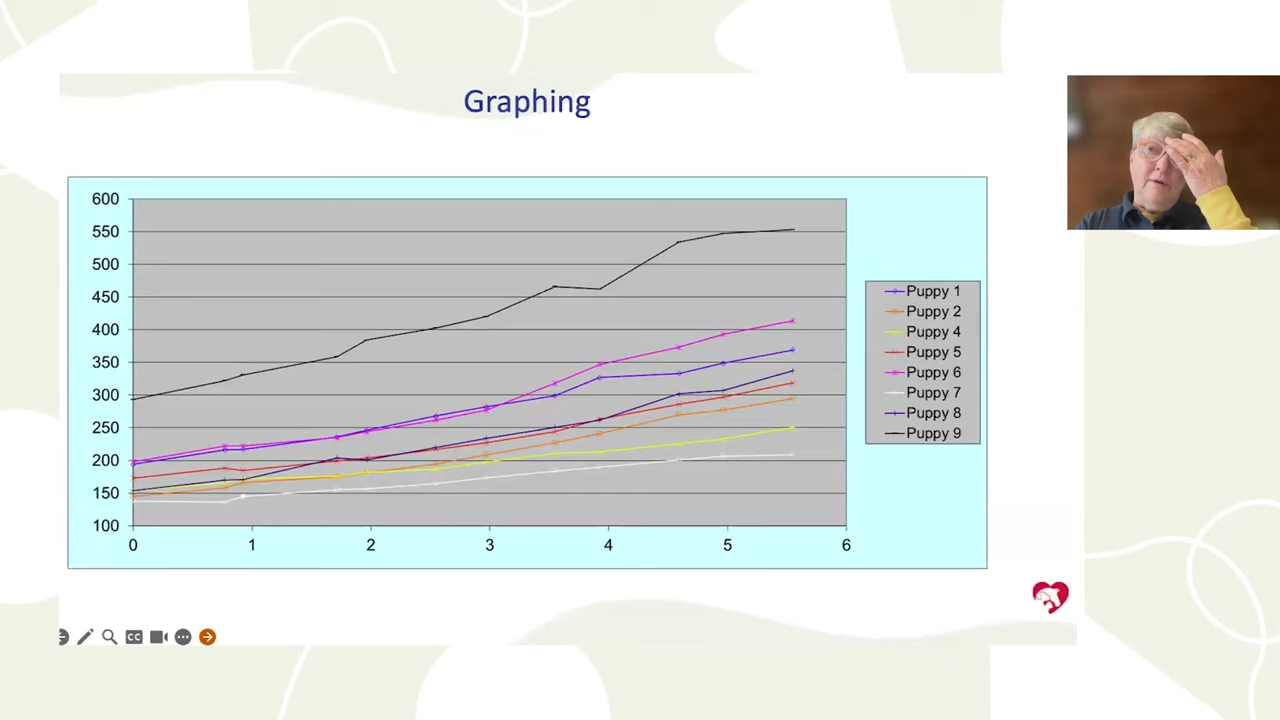 Graphing
600
550
500
450
400
350
300
250
200
150
100
0 1 2 3 4 5 6
Puppy 1
Puppy 2
Puppy 4
Puppy 5
Puppy 6
Puppy 7
Puppy 8
Puppy 9
CC